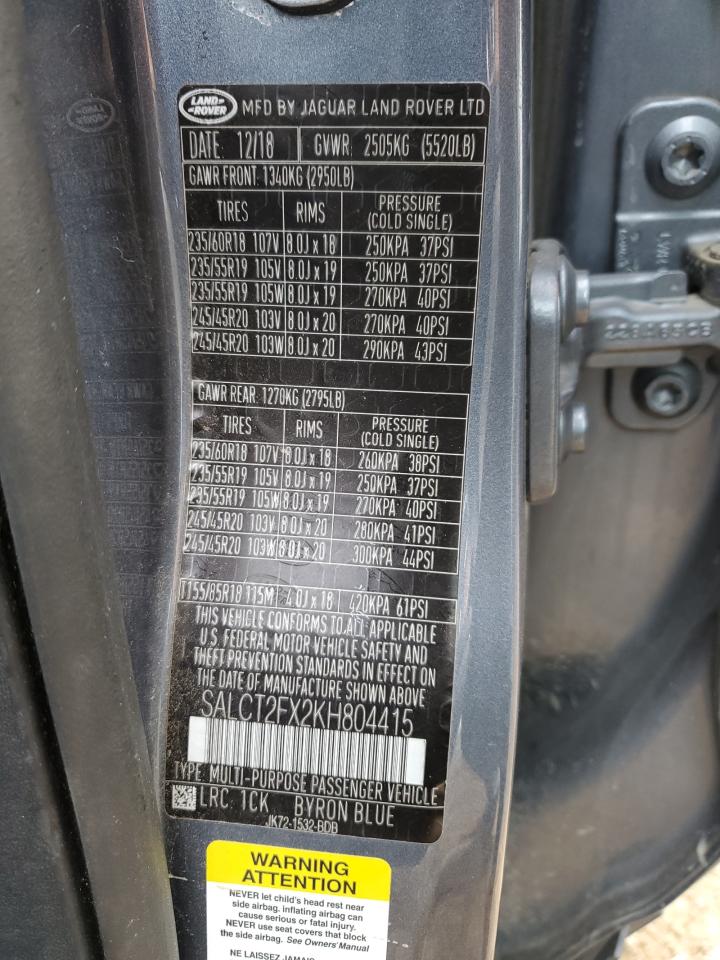 LAND ROVER MFD BY JAGUAR LAND ROVER LTD
DATE: 12/18 GVWR: 2505KG (5520LB)
GAWR FRONT: 1340KG (2950LB)
TIRES RIMS PRESSURE (COLD SINGLE)
235/60R18 107V 8.0J x 18 250KPA 37PSI
235/55R19 105V 8.0J x 19 250KPA 37PSI
235/55R19 105W 8.0J x 19 270KPA 40PSI
245/45R20 103V 8.0J x 20 270KPA 40PSI
245/45R20 103W 8.0J x 20 290KPA 43PSI
GAWR REAR: 1270KG (2795LB)
TIRES RIMS PRESSURE (COLD SINGLE)
235/60R18 107V 8.0J x 18 260KPA 38PSI
235/55R19 105V 8.0J x 19 250KPA 37PSI
235/55R19 105W 8.0J x 19 270KPA 40PSI
245/45R20 103V 8.0J x 20 280KPA 41PSI
245/45R20 103W 8.0J x 20 300KPA 44PSI
T155/85R18 115M 4.0J x 18 420KPA 61PSI
THIS VEHICLE CONFORMS TO ALL APPLICABLE
U.S. FEDERAL MOTOR VEHICLE SAFETY AND
THEFT PREVENTION STANDARDS IN EFFECT ON
THE DATE OF MANUFACTURE SHOWN ABOVE
SALCT2FX2KH804415
TYPE: MULTI-PURPOSE PASSENGER VEHICLE
LRC: 1CK BYRON BLUE
JK72-1532-BDB
WARNING
ATTENTION
NEVER let child's head rest near
side airbag. inflating airbag can
cause serious or fatal injury.
NEVER use seat covers that block
the side airbag. See Owners' Manual
NE LAISSEZ JAMAIS